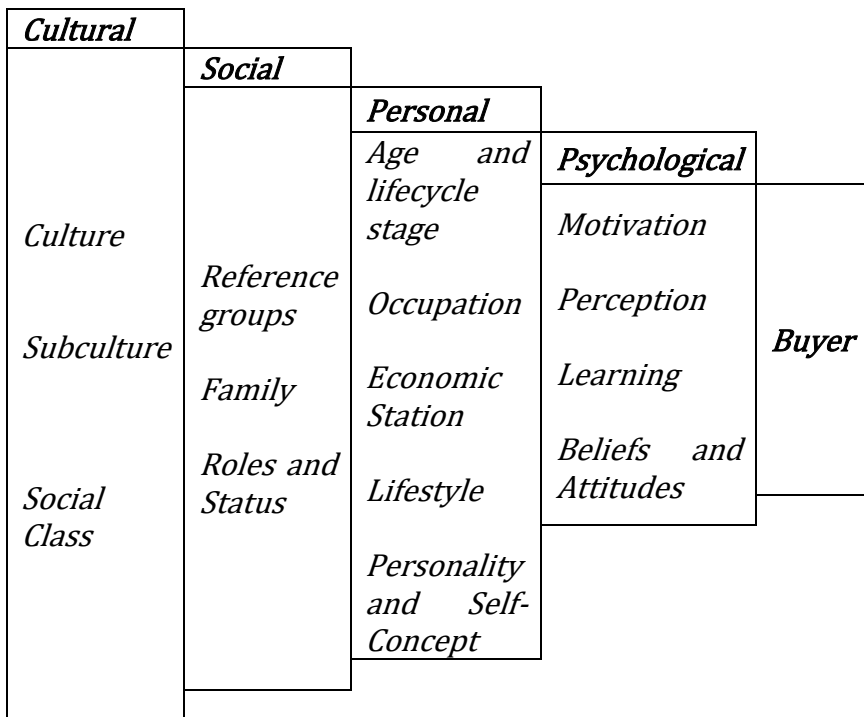 Cultural
Culture
Subculture
Social
Class
Social
Reference
groups
Family
Roles and
Status
Personal
Age and
lifecycle
stage
Occupation
Economic
Station
Lifestyle
Personality
and Self-
Concept
Psychological
Motivation
Perception
Learning
Beliefs and
Attitudes
Buyer